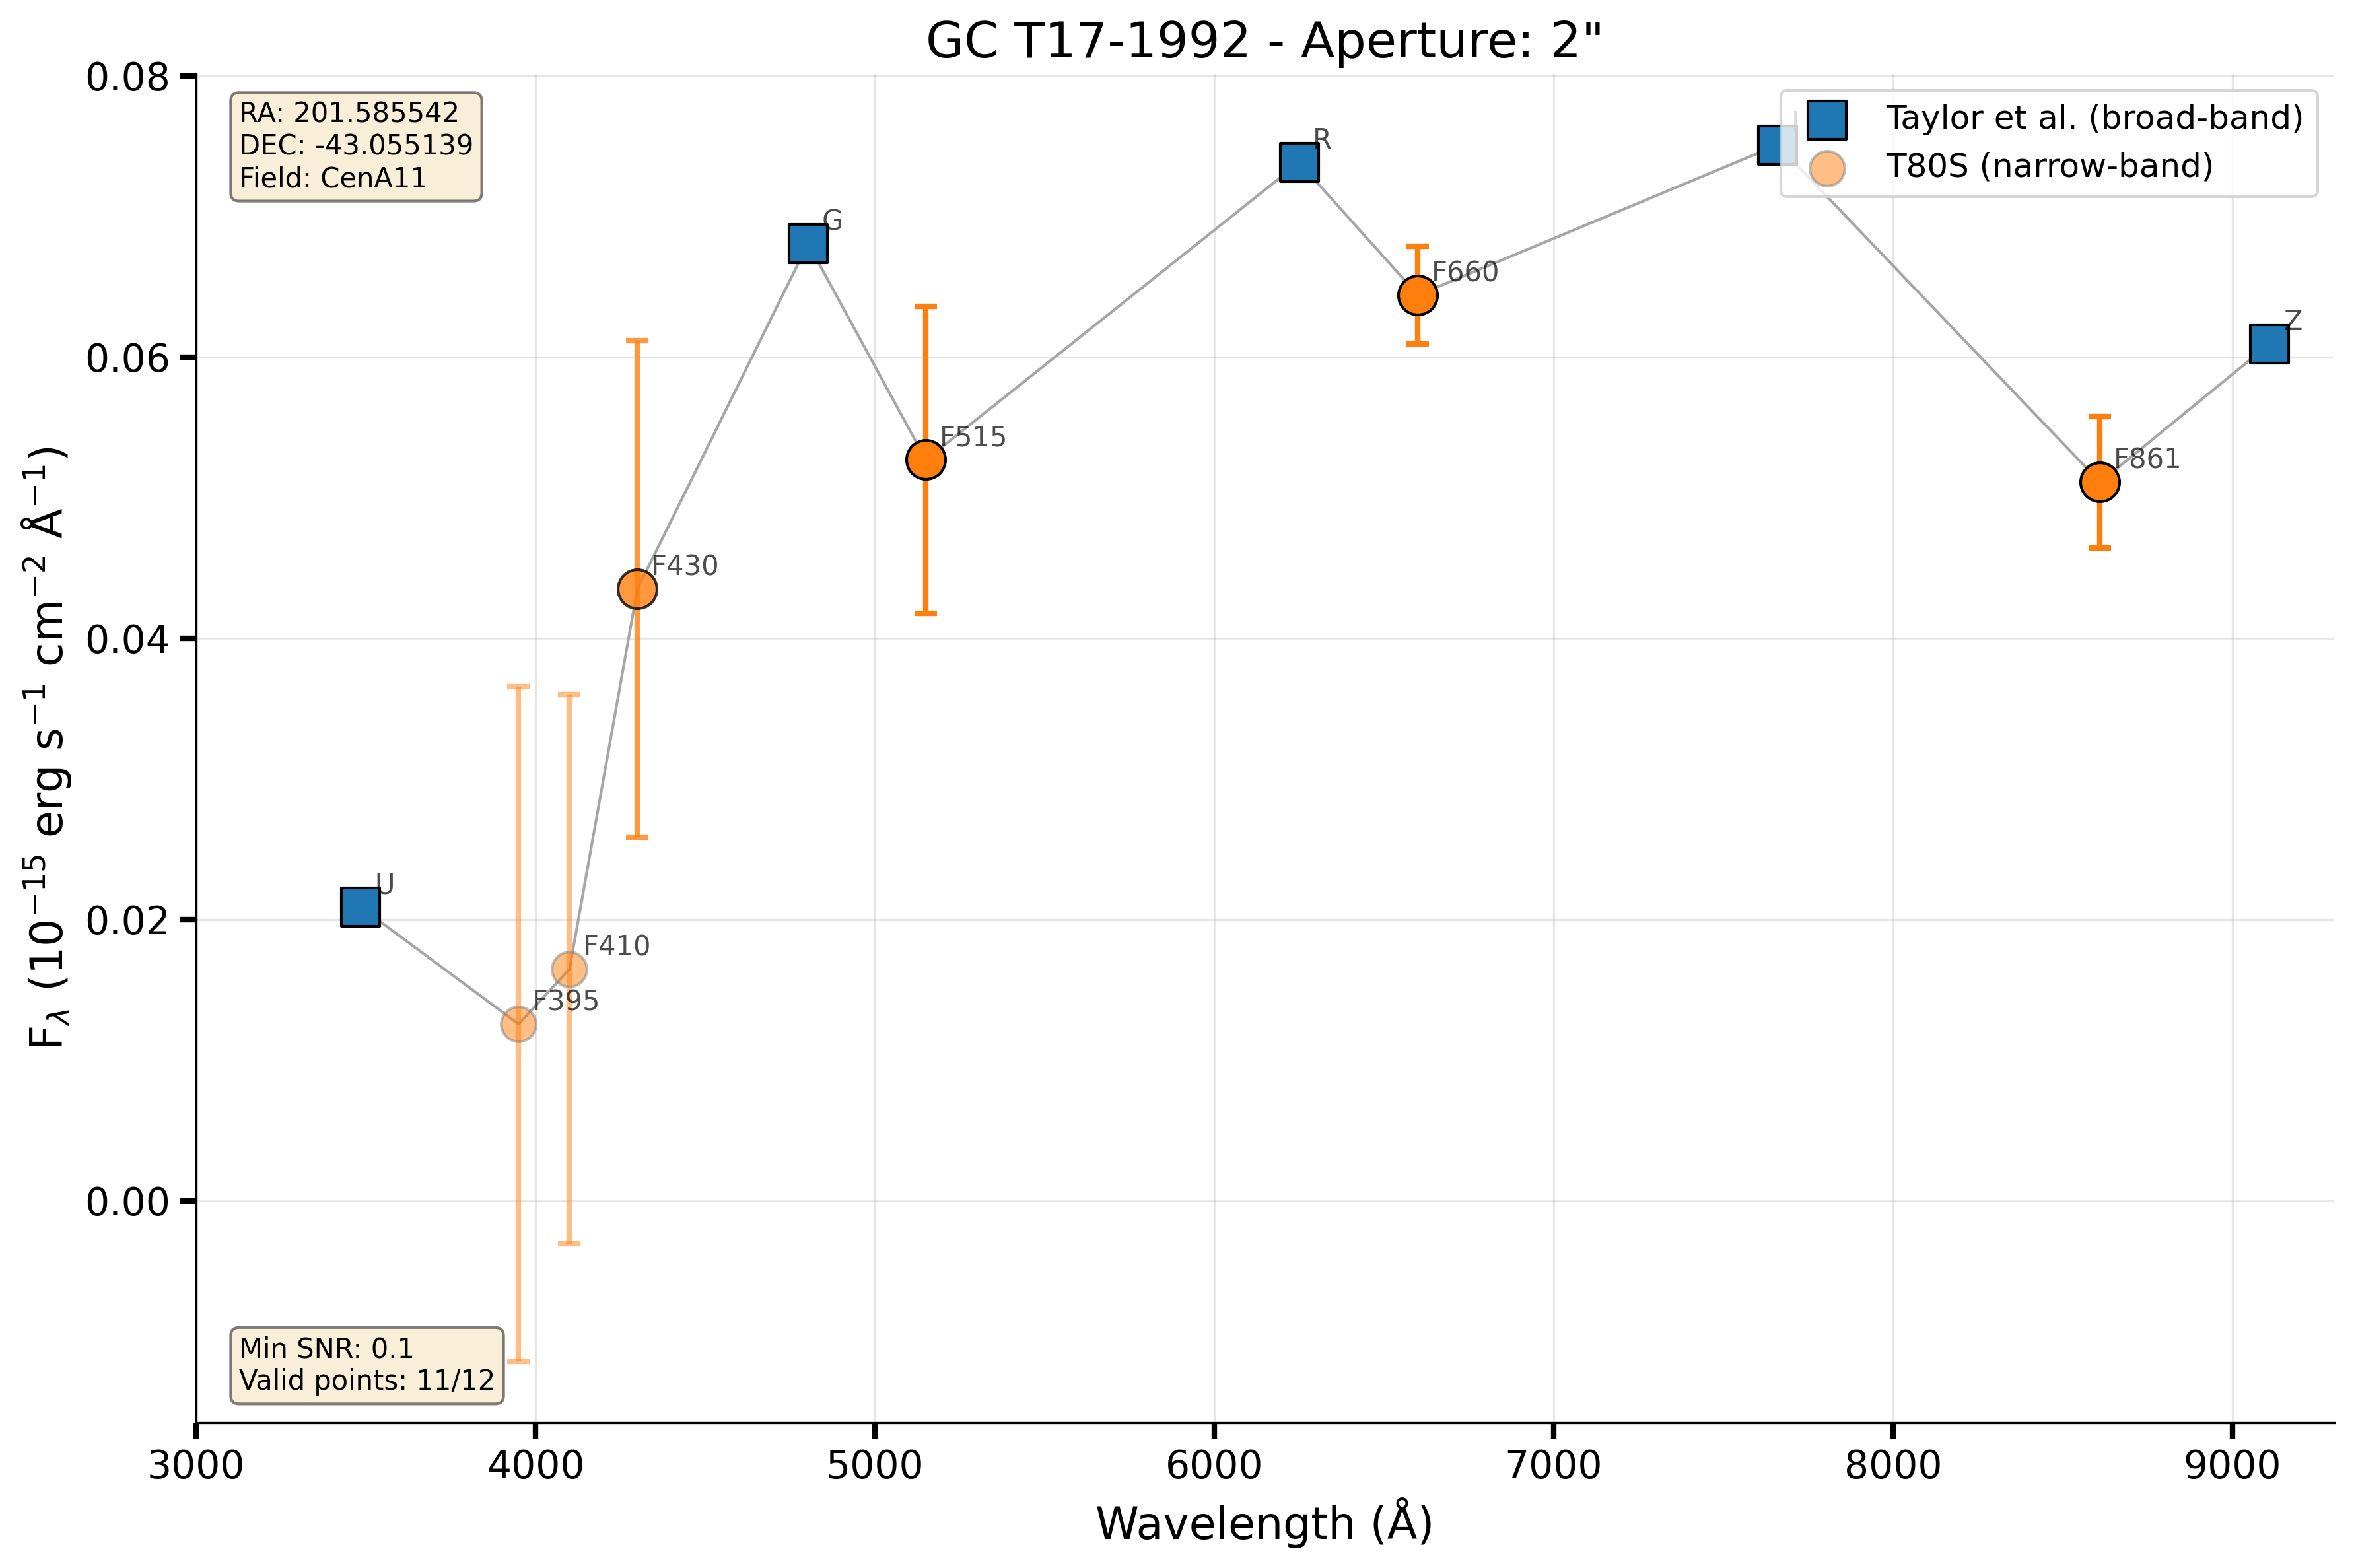 GC T17-1992 - Aperture: 2"
RA: 201.585542
DEC: -43.055139
Field: CenA11
Taylor et al. (broad-band)
T80S (narrow-band)
R
G
F660
Z
F515
F861
F430
U
F410
F395
Min SNR: 0.1
Valid points: 11/12
0.08
0.06
0.04
0.02
0.00
F<sub>λ</sub> (10⁻¹⁵ erg s⁻¹ cm⁻² Å⁻¹)
3000 4000 5000 6000 7000 8000 9000
Wavelength (Å)